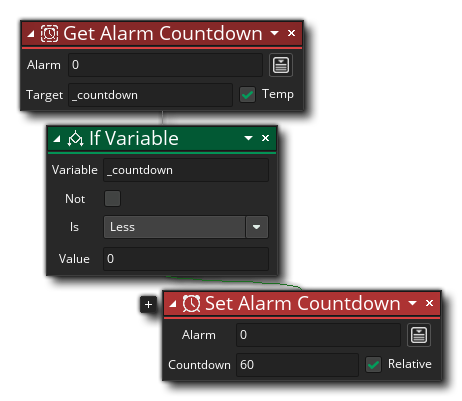 Get Alarm Countdown
Alarm 0
Target _countdown Temp
If Variable
Variable _countdown
Not
Is Less
Value 0
Set Alarm Countdown
Alarm 0
Countdown 60 Relative